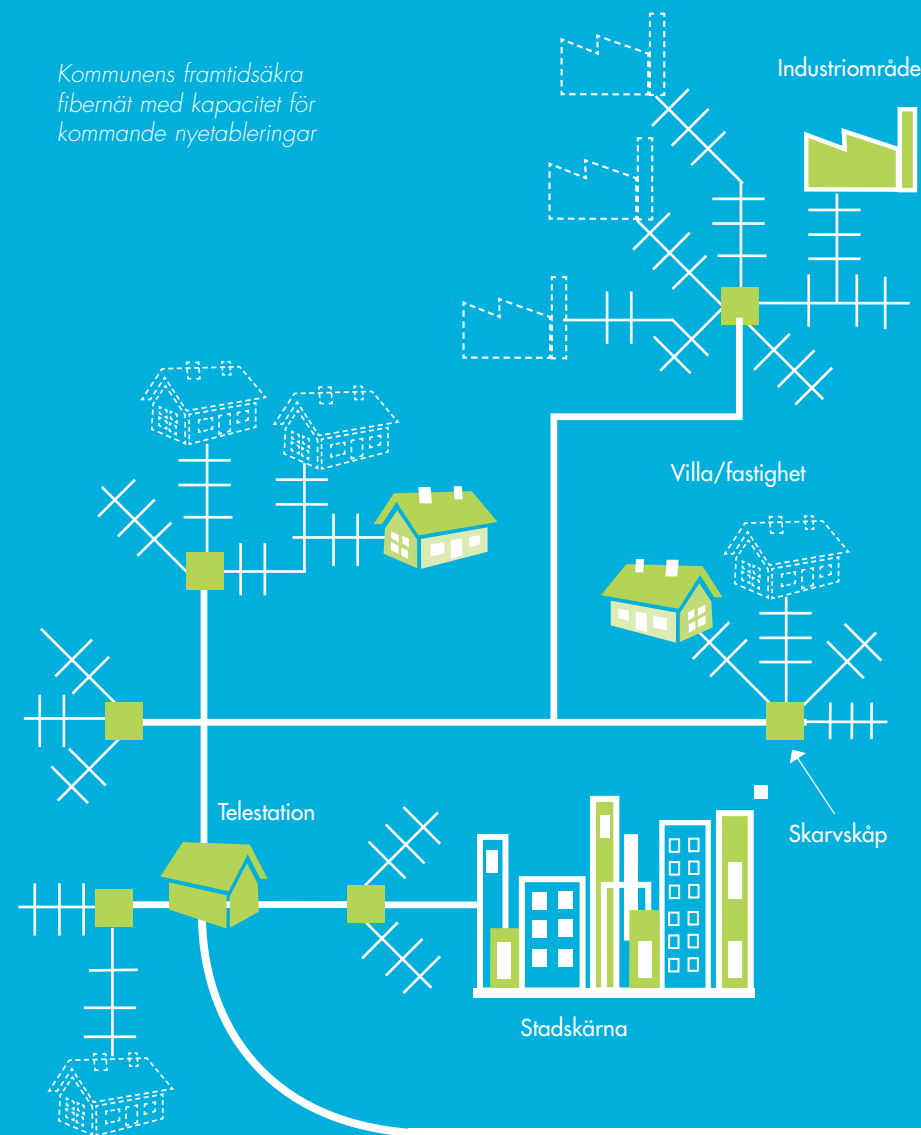 Kommunens framtidsäkra
fibernät med kapacitet för
kommande nyetableringar
Industriområde
Villa/fastighet
Telestation
Skarvskåp
Stadskärna